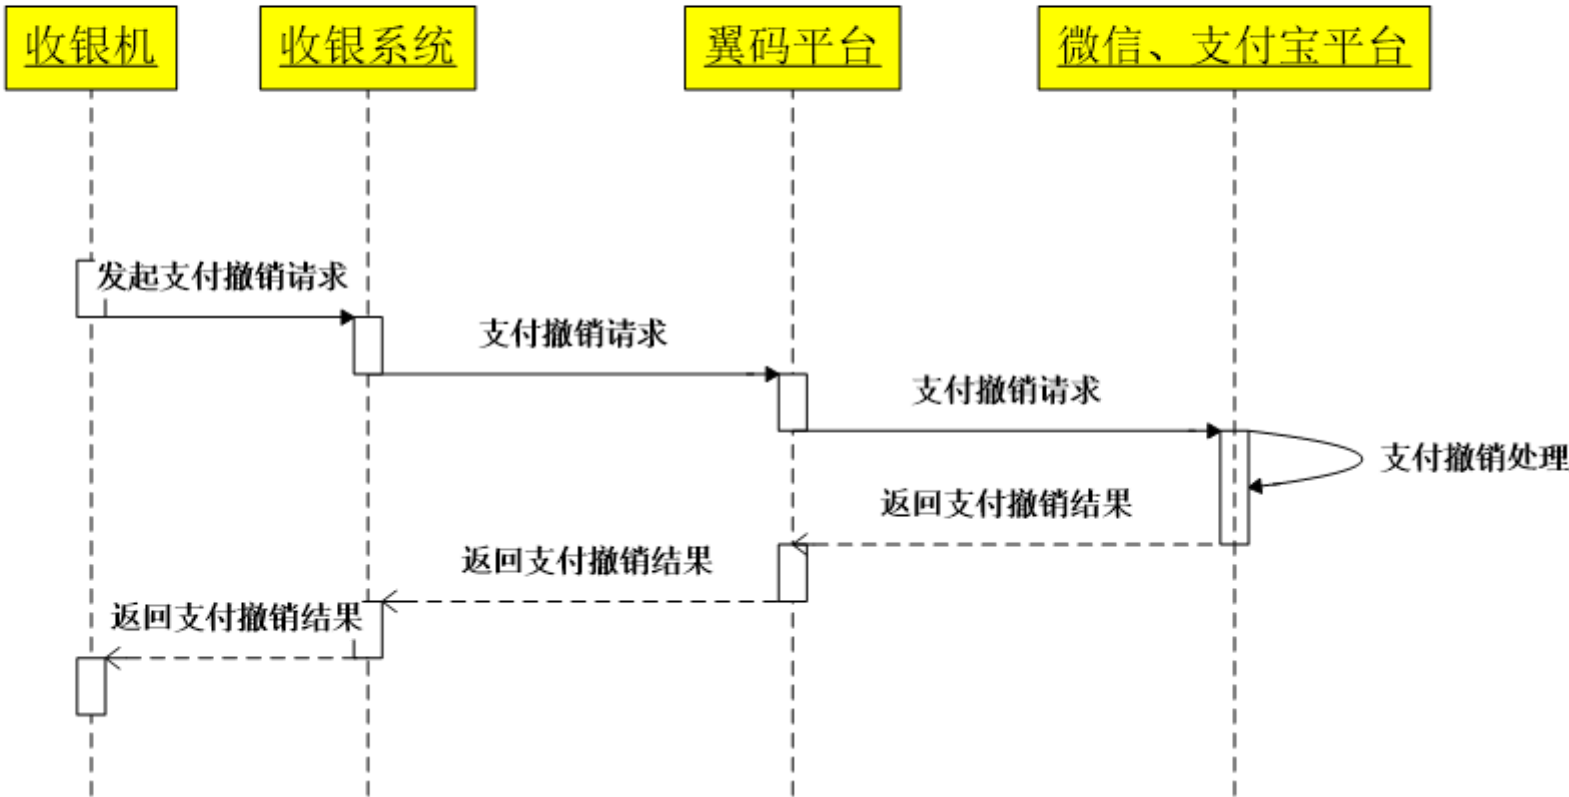 收银机
收银系统
翼码平台
微信、支付宝平台
发起支付撤销请求
支付撤销请求
支付撤销请求
支付撤销处理
返回支付撤销结果
返回支付撤销结果
返回支付撤销结果